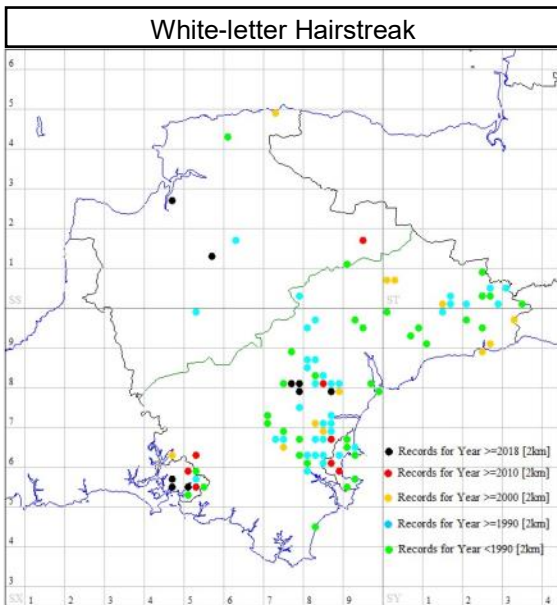 White-letter Hairstreak
6
5
4
3
2
1
SS
ST
9
8
7
6
5
4
3
SX 1 2 3 4 5 6 7 8 9 SY 1 2 3 4
Records for Year >=2018 [2km]
Records for Year >=2010 [2km]
Records for Year >=2000 [2km]
Records for Year >=1990 [2km]
Records for Year <1990 [2km]